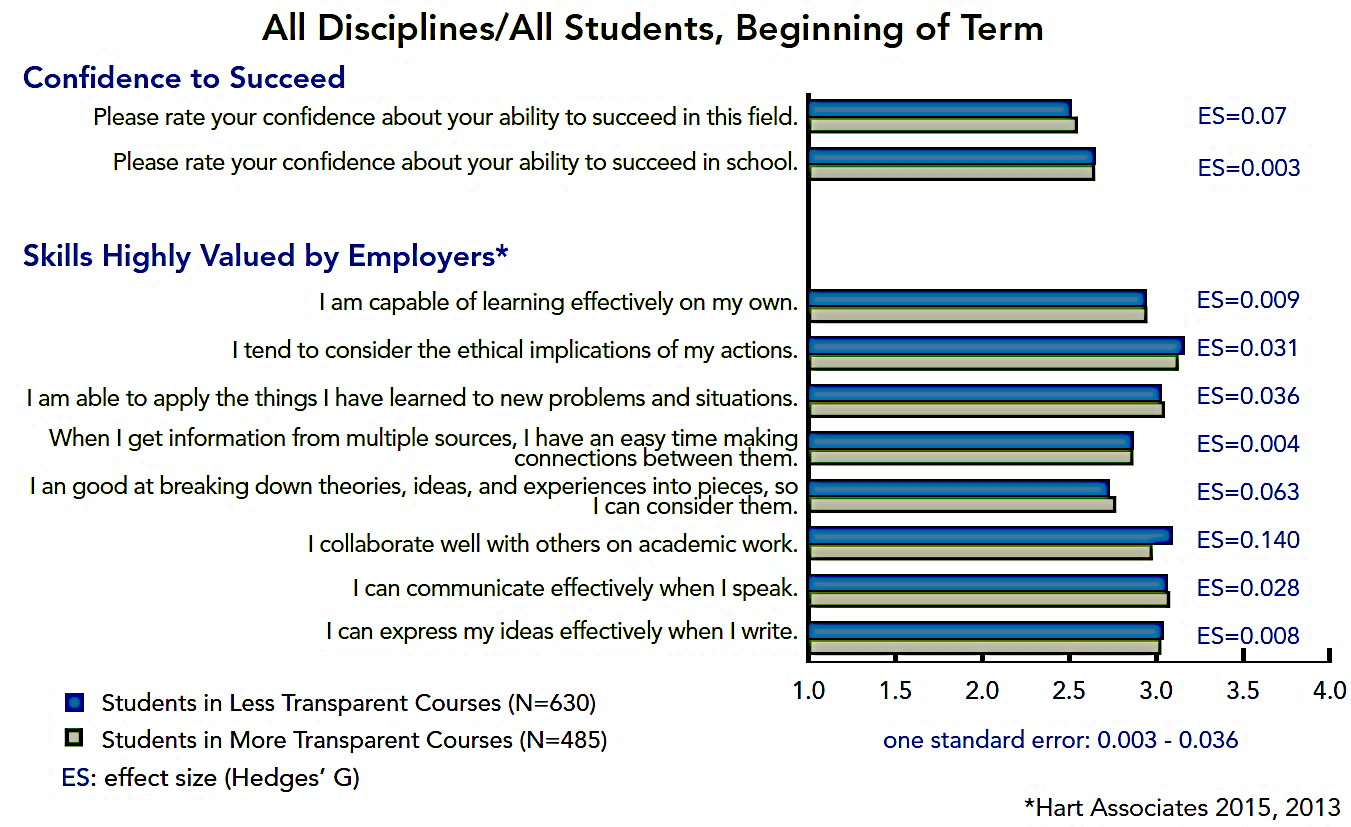 All Disciplines/All Students, Beginning of Term
Confidence to Succeed
Please rate your confidence about your ability to succeed in this field.
ES=0.07
Please rate your confidence about your ability to succeed in school.
ES=0.003
Skills Highly Valued by Employers*
I am capable of learning effectively on my own.
ES=0.009
I tend to consider the ethical implications of my actions.
ES=0.031
I am able to apply the things I have learned to new problems and situations.
ES=0.036
When I get information from multiple sources, I have an easy time making
connections between them.
ES=0.004
I an good at breaking down theories, ideas, and experiences into pieces, so
I can consider them.
ES=0.063
I collaborate well with others on academic work.
ES=0.140
I can communicate effectively when I speak.
ES=0.028
I can express my ideas effectively when I write.
ES=0.008
1.0 1.5 2.0 2.5 3.0 3.5 4.0
Students in Less Transparent Courses (N=630)
Students in More Transparent Courses (N=485)
one standard error: 0.003 - 0.036
ES: effect size (Hedges’ G)
*Hart Associates 2015, 2013